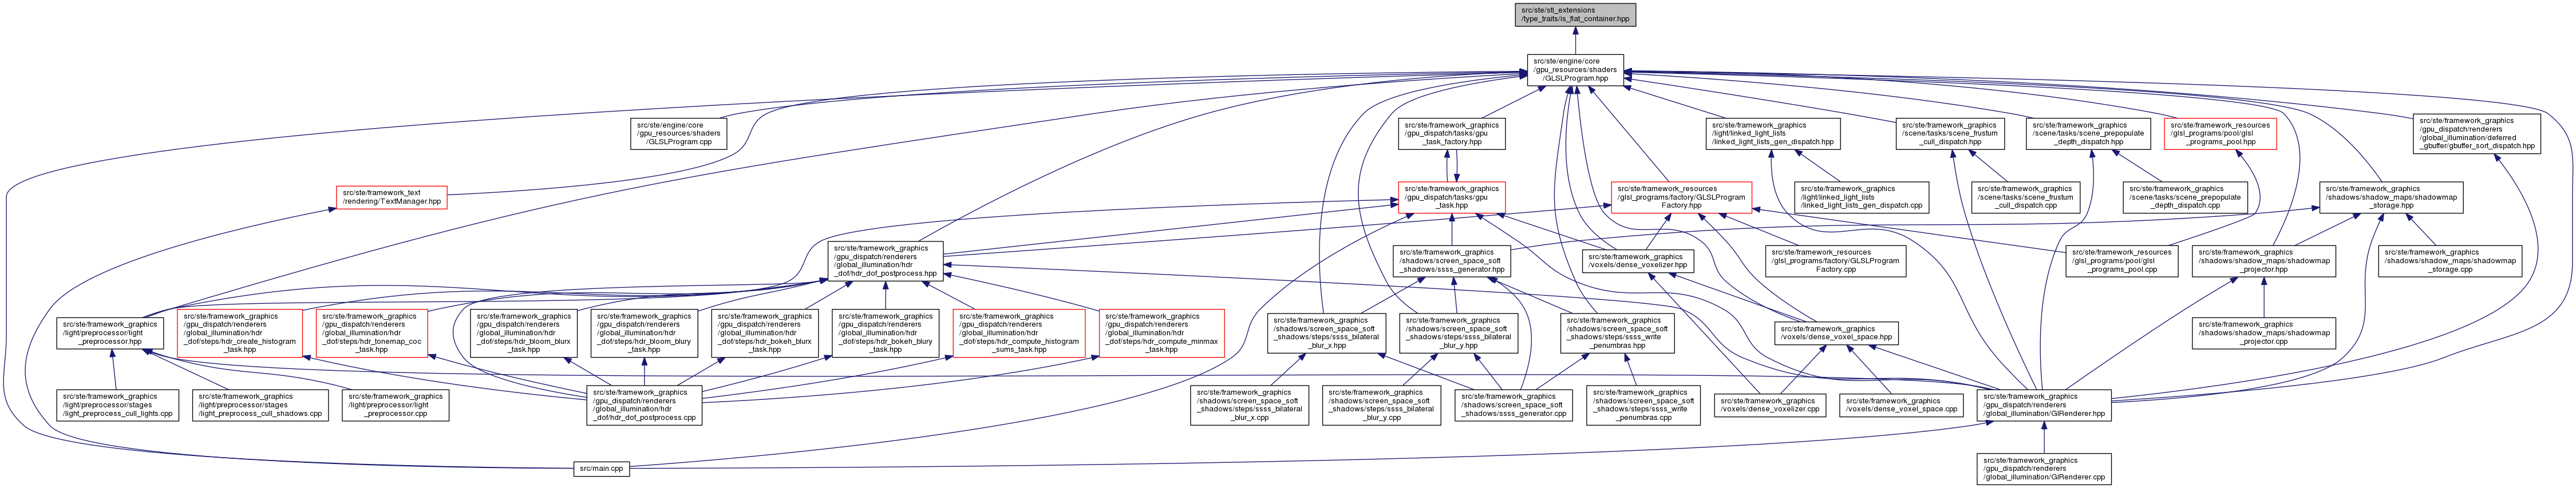 src/ste/stl_extensions
/type_traits/is_flat_container.hpp
src/ste/engine/core
/gpu_resources/shaders
/GLSLProgram.hpp
src/ste/engine/core
/gpu_resources/shaders
/GLSLProgram.cpp
src/ste/framework_graphics
/gpu_dispatch/tasks/gpu
_task_factory.hpp
src/ste/framework_graphics
/light/linked_light_lists
/linked_light_lists_gen_dispatch.hpp
src/ste/framework_graphics
/scene/tasks/scene_frustum
_cull_dispatch.hpp
src/ste/framework_graphics
/scene/tasks/scene_prepopulate
_depth_dispatch.hpp
src/ste/framework_resources
/glsl_programs/pool/glsl
_programs_pool.hpp
src/ste/framework_graphics
/gpu_dispatch/renderers
/global_illumination/deferred
_gbuffer/gbuffer_sort_dispatch.hpp
src/ste/framework_text
/rendering/TextManager.hpp
src/ste/framework_graphics
/gpu_dispatch/tasks/gpu
_task.hpp
src/ste/framework_resources
/glsl_programs/factory/GLSLProgram
Factory.hpp
src/ste/framework_graphics
/light/linked_light_lists
/linked_light_lists_gen_dispatch.cpp
src/ste/framework_graphics
/scene/tasks/scene_frustum
_cull_dispatch.cpp
src/ste/framework_graphics
/scene/tasks/scene_prepopulate
_depth_dispatch.cpp
src/ste/framework_graphics
/shadows/shadow_maps/shadowmap
_storage.hpp
src/ste/framework_graphics
/gpu_dispatch/renderers
/global_illumination/hdr
_dof/hdr_dof_postprocess.hpp
src/ste/framework_graphics
/shadows/screen_space_soft
_shadows/ssss_generator.hpp
src/ste/framework_graphics
/voxels/dense_voxelizer.hpp
src/ste/framework_resources
/glsl_programs/factory/GLSLProgram
Factory.cpp
src/ste/framework_resources
/glsl_programs/pool/glsl
_programs_pool.cpp
src/ste/framework_graphics
/shadows/shadow_maps/shadowmap
_projector.hpp
src/ste/framework_graphics
/shadows/shadow_maps/shadowmap
_storage.cpp
src/ste/framework_graphics
/light/preprocessor/light
_preprocessor.hpp
src/ste/framework_graphics
/gpu_dispatch/renderers
/global_illumination/hdr
_dof/steps/hdr_create_histogram
_task.hpp
src/ste/framework_graphics
/gpu_dispatch/renderers
/global_illumination/hdr
_dof/steps/hdr_tonemap_coc
_task.hpp
src/ste/framework_graphics
/gpu_dispatch/renderers
/global_illumination/hdr
_dof/steps/hdr_bloom_blurx
_task.hpp
src/ste/framework_graphics
/gpu_dispatch/renderers
/global_illumination/hdr
_dof/steps/hdr_bloom_blury
_task.hpp
src/ste/framework_graphics
/gpu_dispatch/renderers
/global_illumination/hdr
_dof/steps/hdr_bokeh_blurx
_task.hpp
src/ste/framework_graphics
/gpu_dispatch/renderers
/global_illumination/hdr
_dof/steps/hdr_bokeh_blury
_task.hpp
src/ste/framework_graphics
/gpu_dispatch/renderers
/global_illumination/hdr
_dof/steps/hdr_compute_histogram
_sums_task.hpp
src/ste/framework_graphics
/gpu_dispatch/renderers
/global_illumination/hdr
_dof/steps/hdr_compute_minmax
_task.hpp
src/ste/framework_graphics
/shadows/screen_space_soft
_shadows/steps/ssss_bilateral
_blur_x.hpp
src/ste/framework_graphics
/shadows/screen_space_soft
_shadows/steps/ssss_bilateral
_blur_y.hpp
src/ste/framework_graphics
/shadows/screen_space_soft
_shadows/steps/ssss_write
_penumbras.hpp
src/ste/framework_graphics
/voxels/dense_voxel_space.hpp
src/ste/framework_graphics
/shadows/shadow_maps/shadowmap
_projector.cpp
src/ste/framework_graphics
/light/preprocessor/stages
/light_preprocess_cull_lights.cpp
src/ste/framework_graphics
/light/preprocessor/stages
/light_preprocess_cull_shadows.cpp
src/ste/framework_graphics
/light/preprocessor/light
_preprocessor.cpp
src/ste/framework_graphics
/gpu_dispatch/renderers
/global_illumination/hdr
_dof/hdr_dof_postprocess.cpp
src/ste/framework_graphics
/shadows/screen_space_soft
_shadows/steps/ssss_bilateral
_blur_x.cpp
src/ste/framework_graphics
/shadows/screen_space_soft
_shadows/steps/ssss_bilateral
_blur_y.cpp
src/ste/framework_graphics
/shadows/screen_space_soft
_shadows/ssss_generator.cpp
src/ste/framework_graphics
/shadows/screen_space_soft
_shadows/steps/ssss_write
_penumbras.cpp
src/ste/framework_graphics
/voxels/dense_voxelizer.cpp
src/ste/framework_graphics
/voxels/dense_voxel_space.cpp
src/ste/framework_graphics
/gpu_dispatch/renderers
/global_illumination/GIRenderer.hpp
src/main.cpp
src/ste/framework_graphics
/gpu_dispatch/renderers
/global_illumination/GIRenderer.cpp